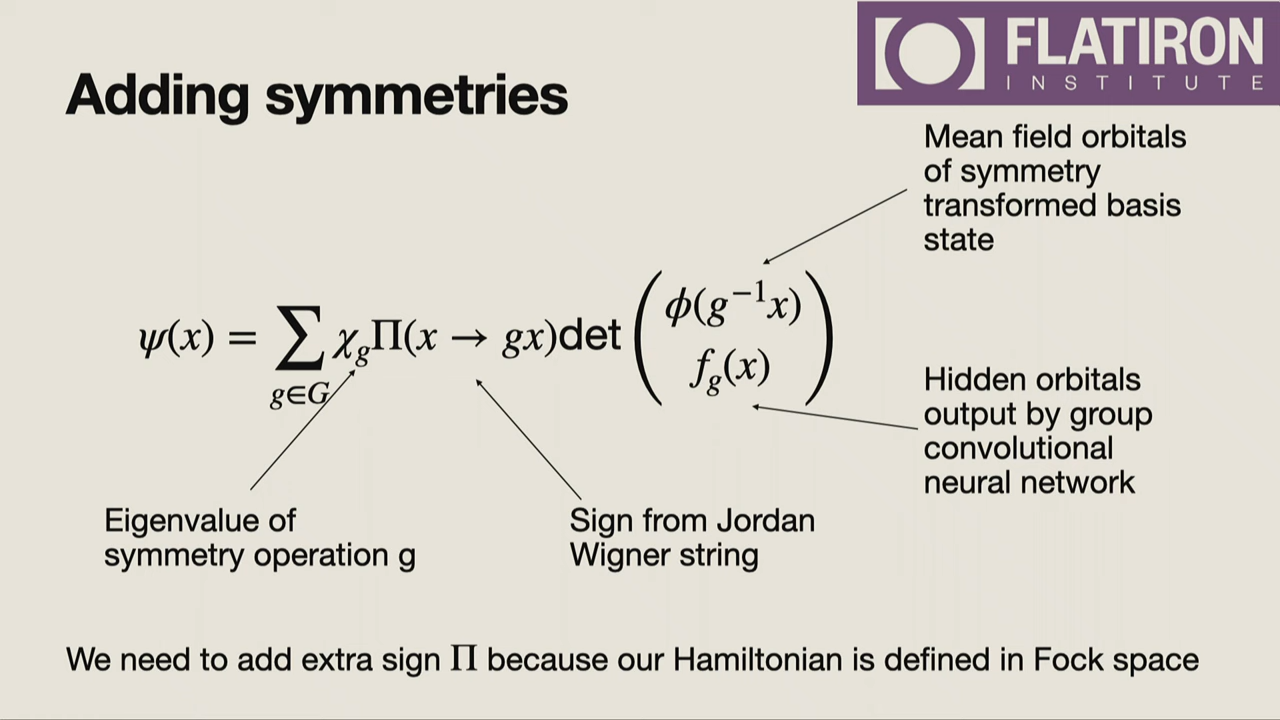 FLATIRON
INSTITUTE
Adding symmetries
Mean field orbitals
of symmetry
transformed basis
state
ψ(x) = ∑_{g∈G} χ_g Π(x → gx)det ( ϕ(g⁻¹x)
f_g(x) )
Hidden orbitals
output by group
convolutional
neural network
Eigenvalue of
symmetry operation g
Sign from Jordan
Wigner string
We need to add extra sign Π because our Hamiltonian is defined in Fock space